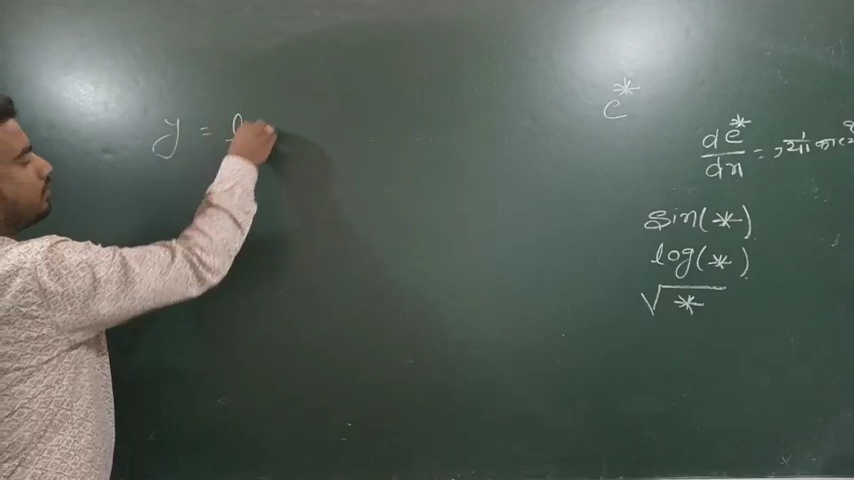 y =
e^*
de^*/dx =
sin(*)
log(*)
√*